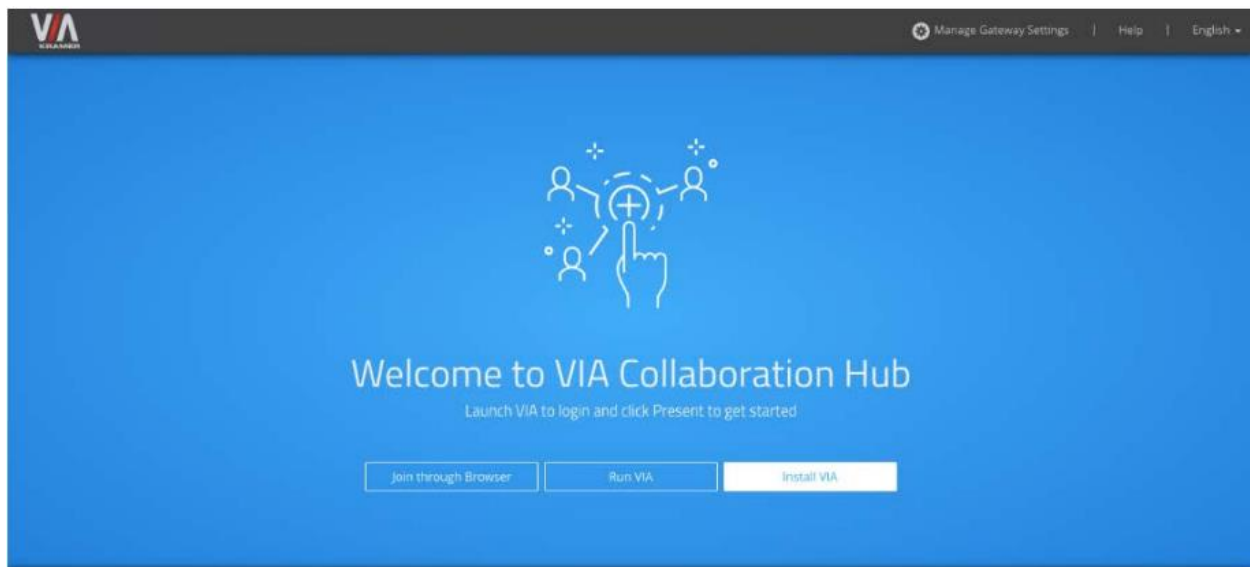 VIA
KRAMER
Manage Gateway Settings | Help | English
Welcome to VIA Collaboration Hub
Launch VIA to login and click Present to get started
Join through Browser
Run VIA
Install VIA